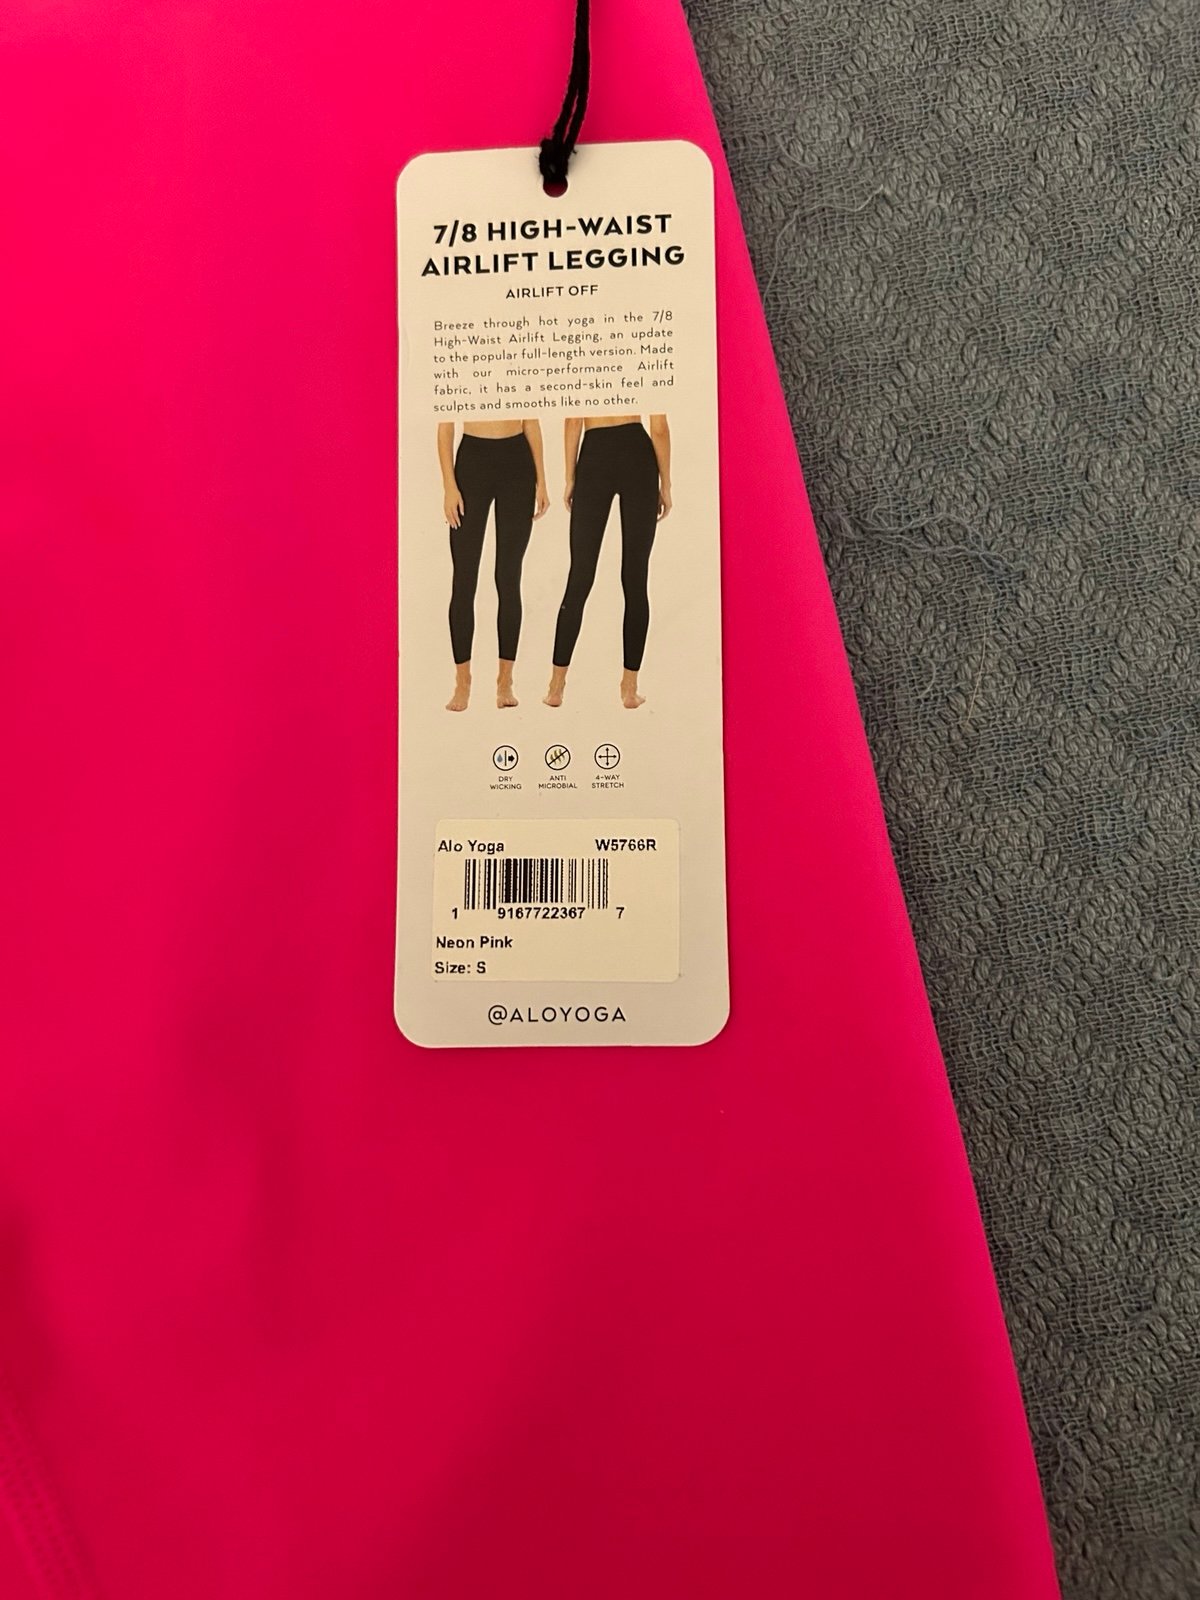 7/8 HIGH-WAIST
AIRLIFT LEGGING
AIRLIFT OFF
Breeze through hot yoga in the 7/8
High-Waist Airlift Legging, an update
to the popular full-length version. Made
with our micro-performance Airlift
fabric, it has a second-skin feel and
sculpts and smooths like no other.
DRY WICKING
ANTI MICROBIAL
4-WAY STRETCH
Alo Yoga W5766R
1 9167722367 7
Neon Pink
Size: S
@ALOYOGA